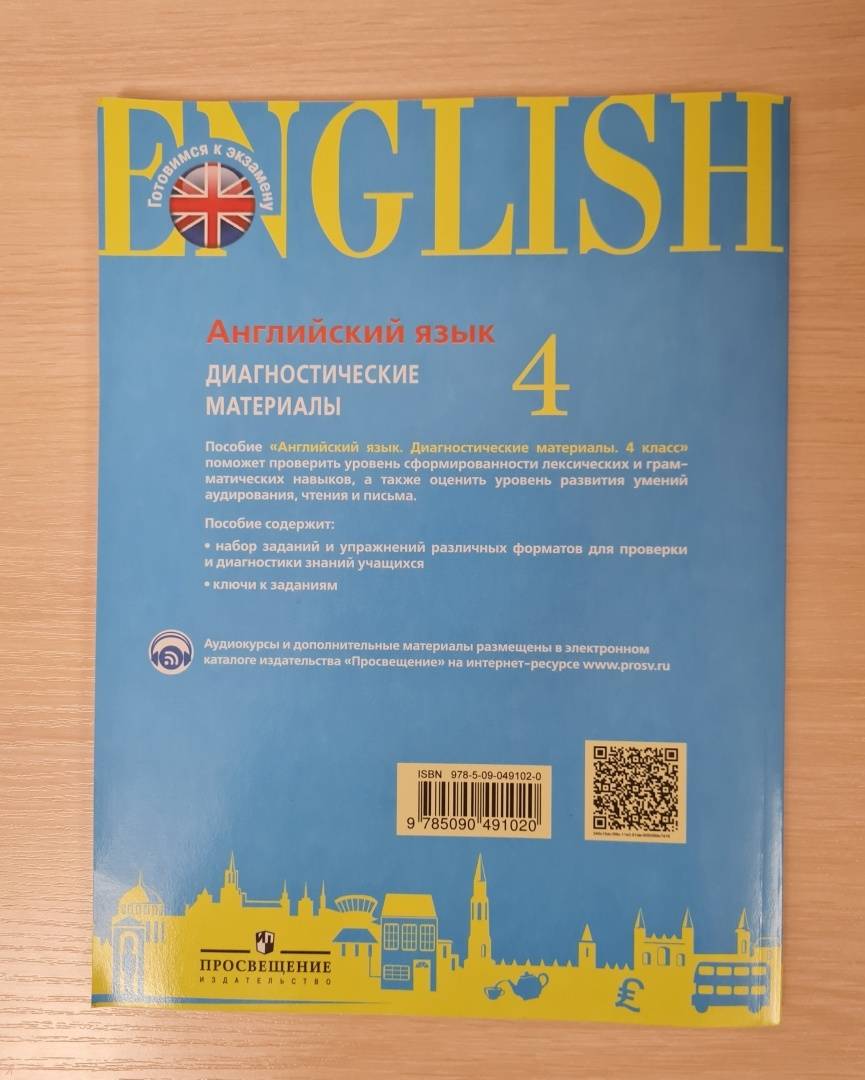 ENGLISH
Готовимся к экзамену
Английский язык
ДИАГНОСТИЧЕСКИЕ
МАТЕРИАЛЫ
4
Пособие «Английский язык. Диагностические материалы. 4 класс»
поможет проверить уровень сформированности лексических и грам-
матических навыков, а также оценить уровень развития умений
аудирования, чтения и письма.
Пособие содержит:
• набор заданий и упражнений различных форматов для проверки
и диагностики знаний учащихся
• ключи к заданиям
Аудиокурсы и дополнительные материалы размещены в электронном
каталоге издательства «Просвещение» на интернет-ресурсе www.prosv.ru
ISBN 978-5-09-049102-0
9 785090 491020
ПРОСВЕЩЕНИЕ
ИЗДАТЕЛЬСТВО
£